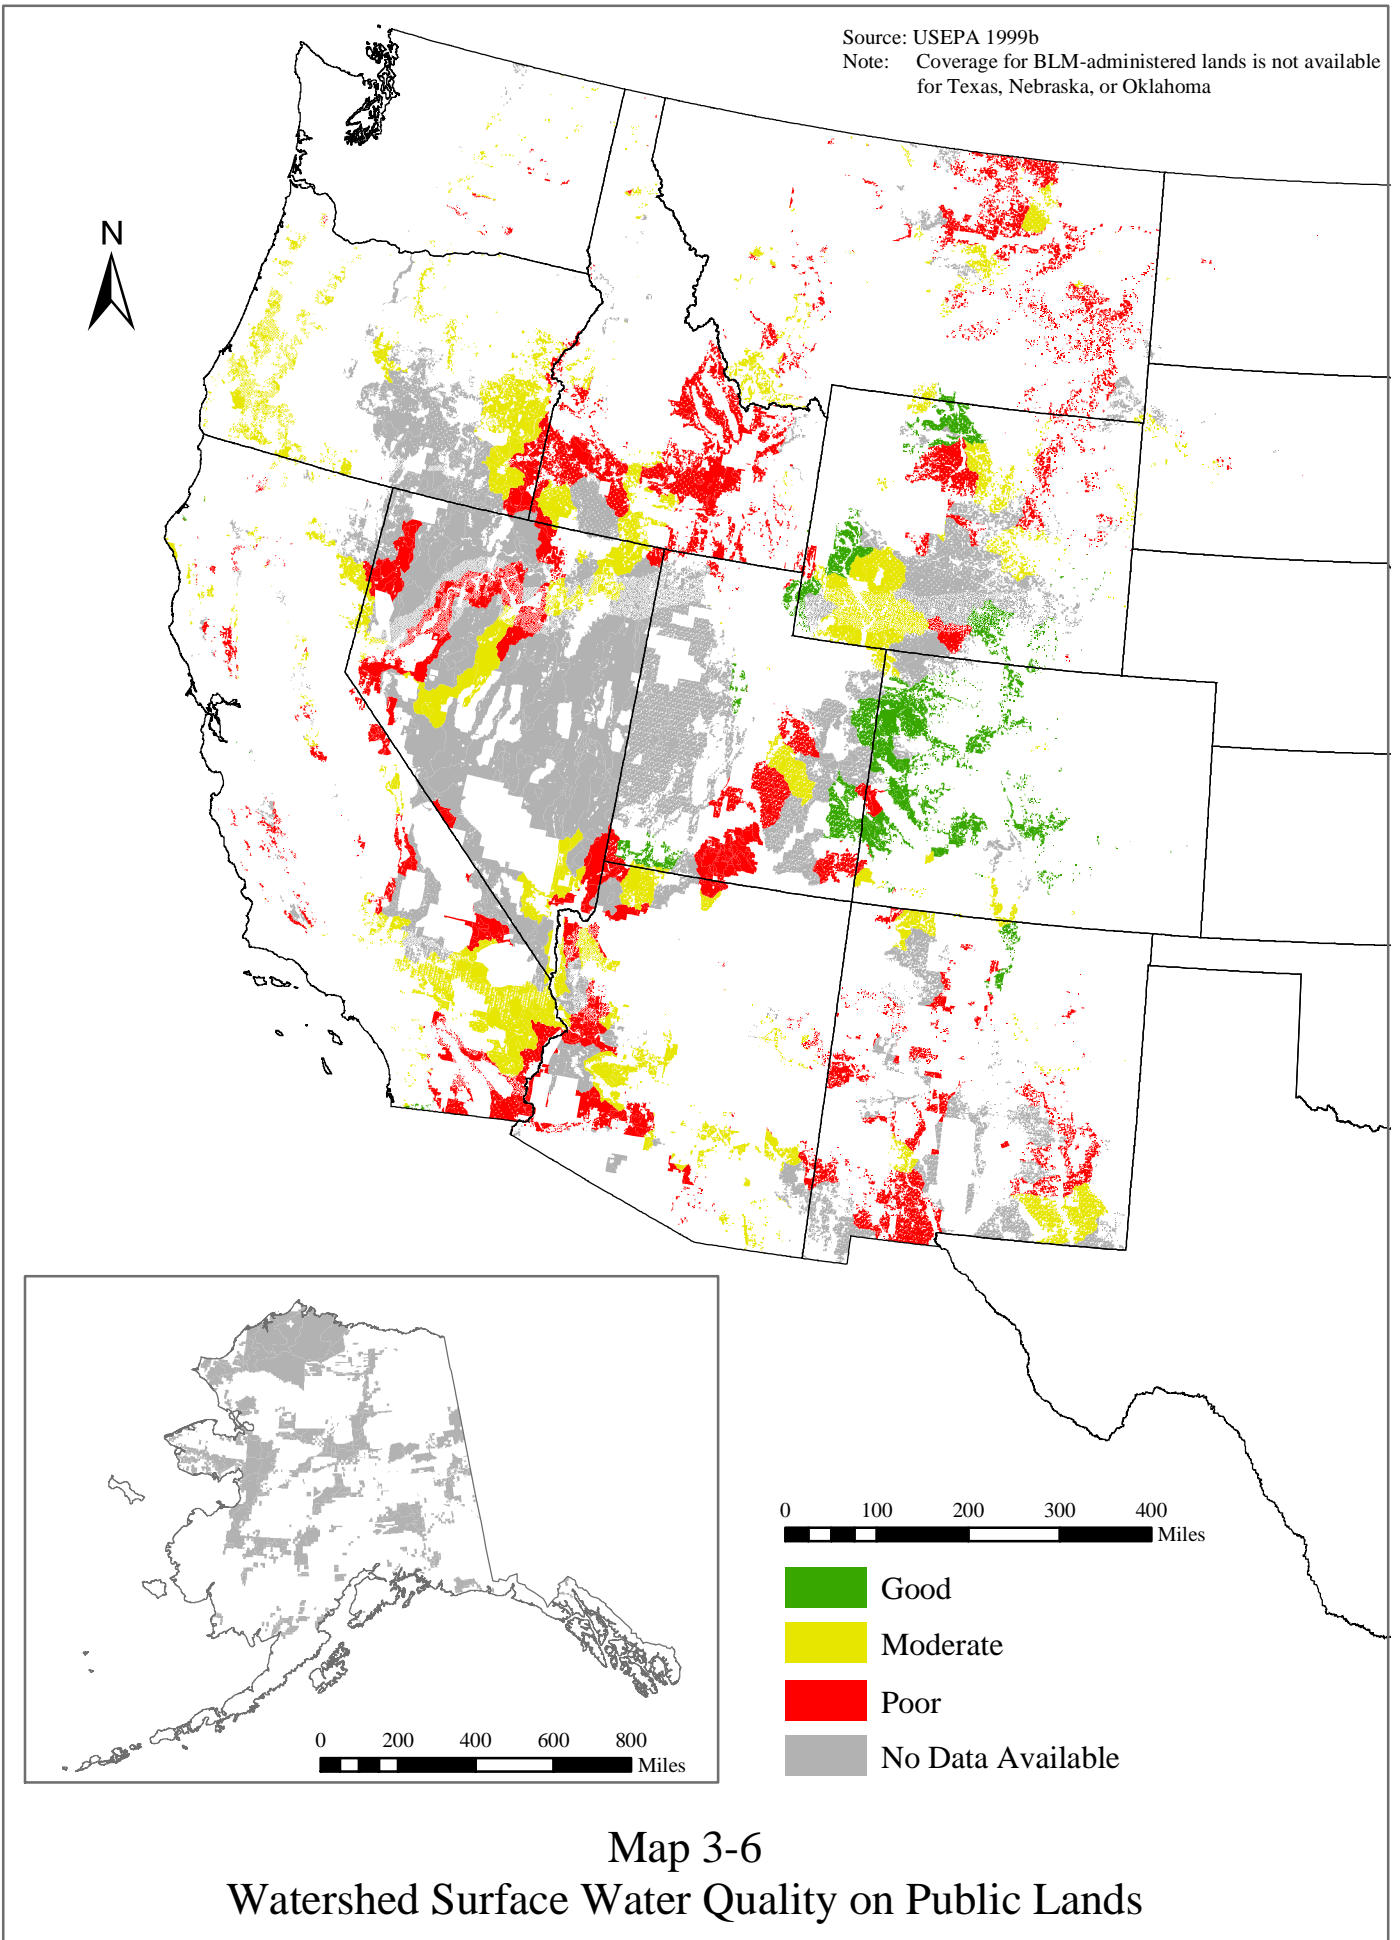 Source: USEPA 1999b
Note: Coverage for BLM-administered lands is not available
for Texas, Nebraska, or Oklahoma
N
0 100 200 300 400
Miles
Good
Moderate
Poor
No Data Available
0 200 400 600 800
Miles
Map 3-6
Watershed Surface Water Quality on Public Lands